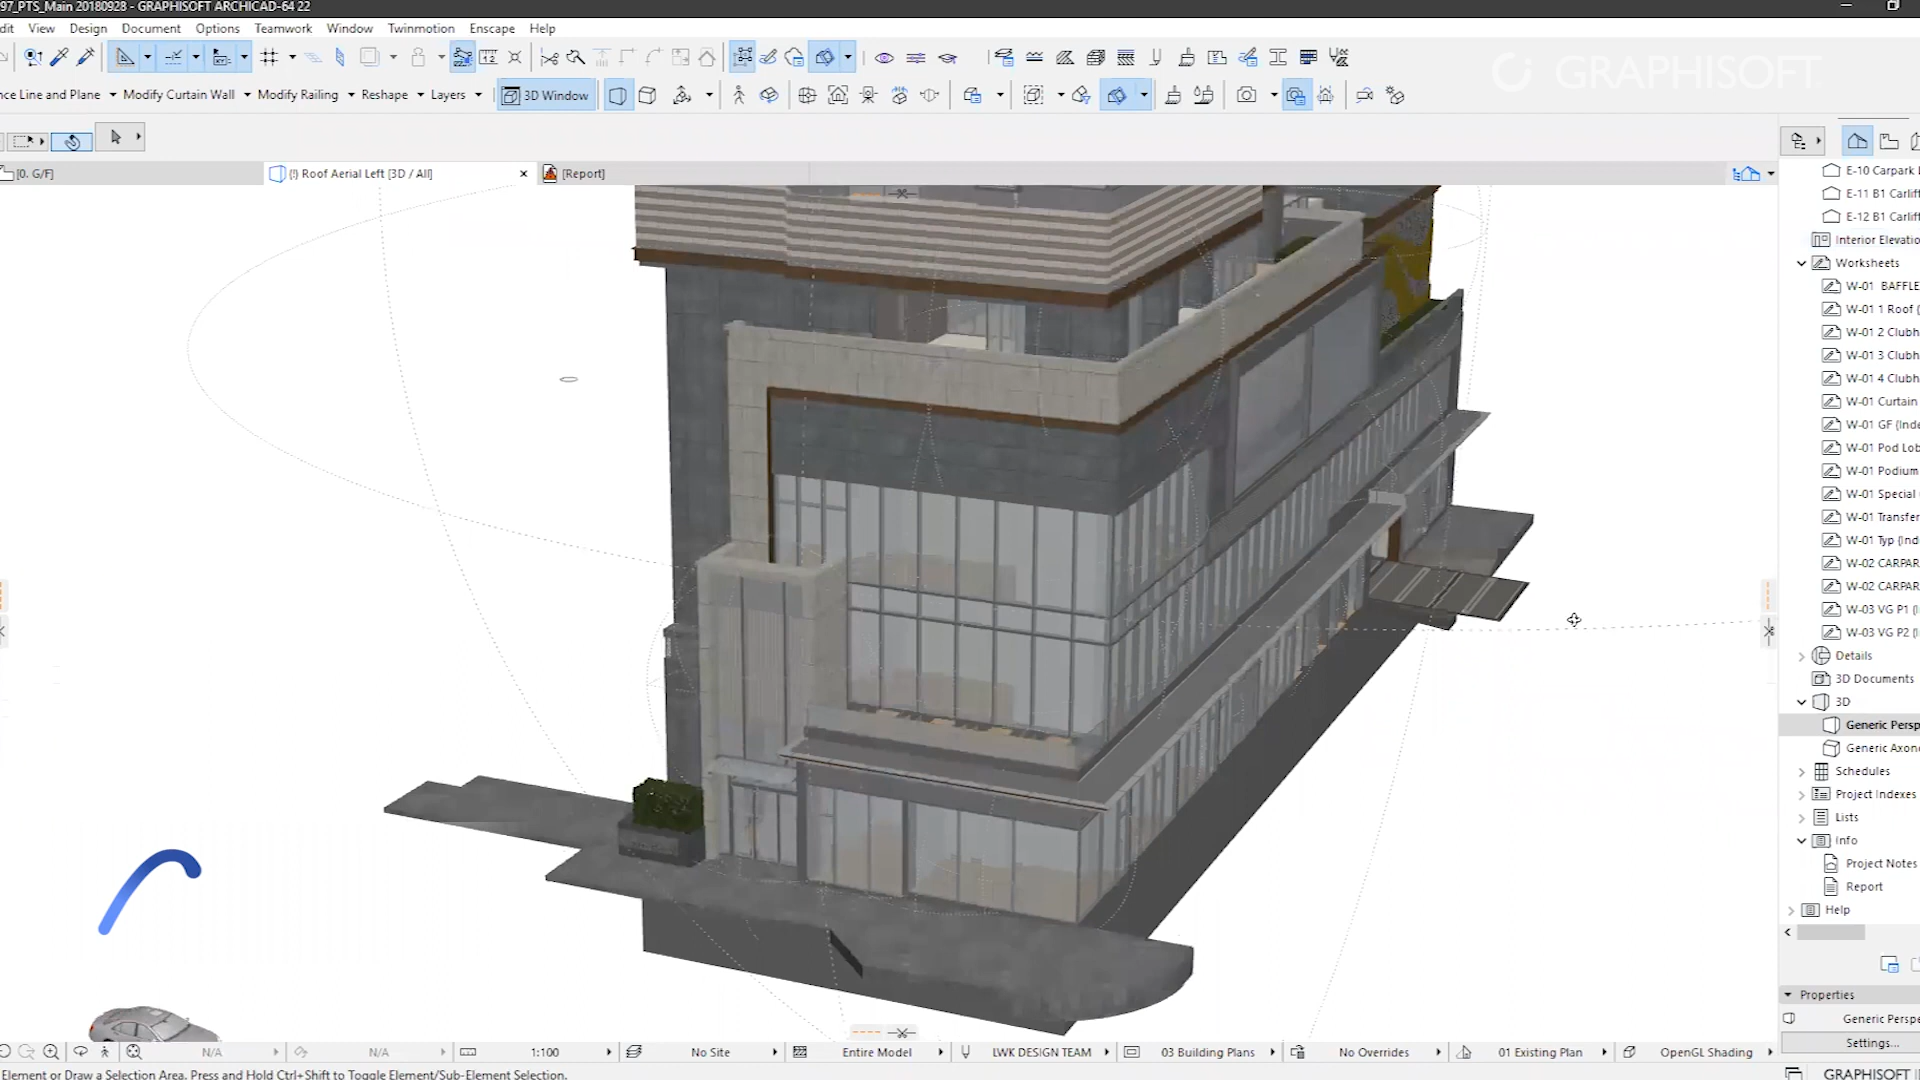 97_PTS_Main 20180928 - GRAPHISOFT ARCHICAD-64 22
dit View Design Document Options Teamwork Window Twinmotion Enscape Help
GRAPHISOFT
nce Line and Plane Modify Curtain Wall Modify Railing Reshape Layers 3D Window
[0. G/F] (!) Roof Aerial Left [3D / All] [Report]
E-10 Carpark L
E-11 B1 Carlift
E-12 B1 Carlift
Interior Elevatio
Worksheets
W-01 BAFFLE
W-01 1 Roof (
W-01 2 Clubh
W-01 3 Clubh
W-01 4 Clubh
W-01 Curtain
W-01 GF (Inde
W-01 Pod Lob
W-01 Podium
W-01 Special
W-01 Transfer
W-01 Typ (Ind
W-02 CARPAR
W-02 CARPAR
W-03 VG P1 (I
W-03 VG P2 (I
Details
3D Documents
3D
Generic Persp
Generic Axono
Schedules
Project Indexes
Lists
Info
Project Notes
Report
Help
Properties
Generic Perspe
Settings...
N/A N/A 1:100 No Site Entire Model LWK DESIGN TEAM 03 Building Plans No Overrides 01 Existing Plan OpenGL Shading
Element or Draw a Selection Area. Press and Hold Ctrl+Shift to Toggle Element/Sub-Element Selection.
GRAPHISOFT